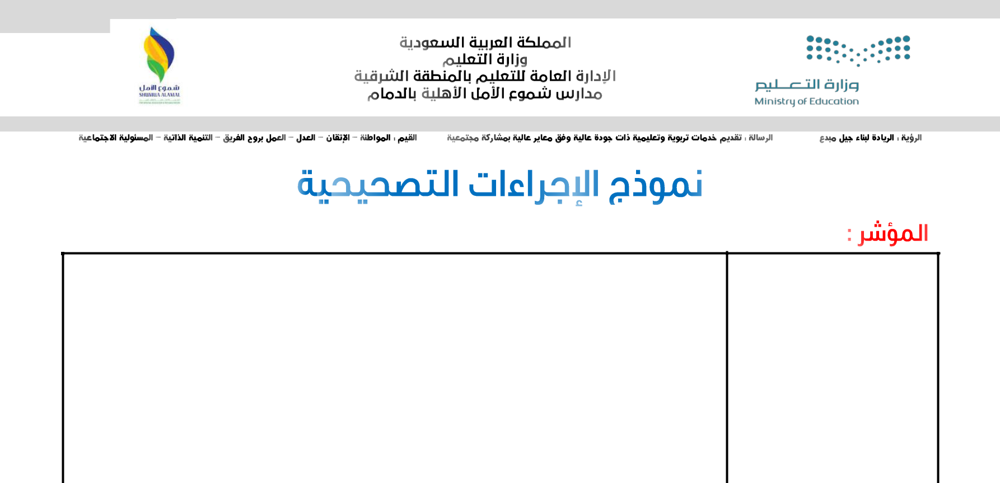 المملكة العربية السعودية
وزارة التعليم
الإدارة العامة للتعليم بالمنطقة الشرقية
مدارس شموع الأمل الأهلية بالدمام
وزارة التعليم
Ministry of Education
شموع الأمل
SHUMUA ALAMAL
الرؤية : الريادة لبناء جيل مبدع
الرسالة : تقديم خدمات تربوية وتعليمية ذات جودة عالية وفق معاير عالية بمشاركة مجتمعية
القيم : المواطنة – الإتقان – العدل – العمل بروح الفريق – التنمية الذاتية – المسئولية الاجتماعية
نموذج الإجراءات التصحيحية
المؤشر :